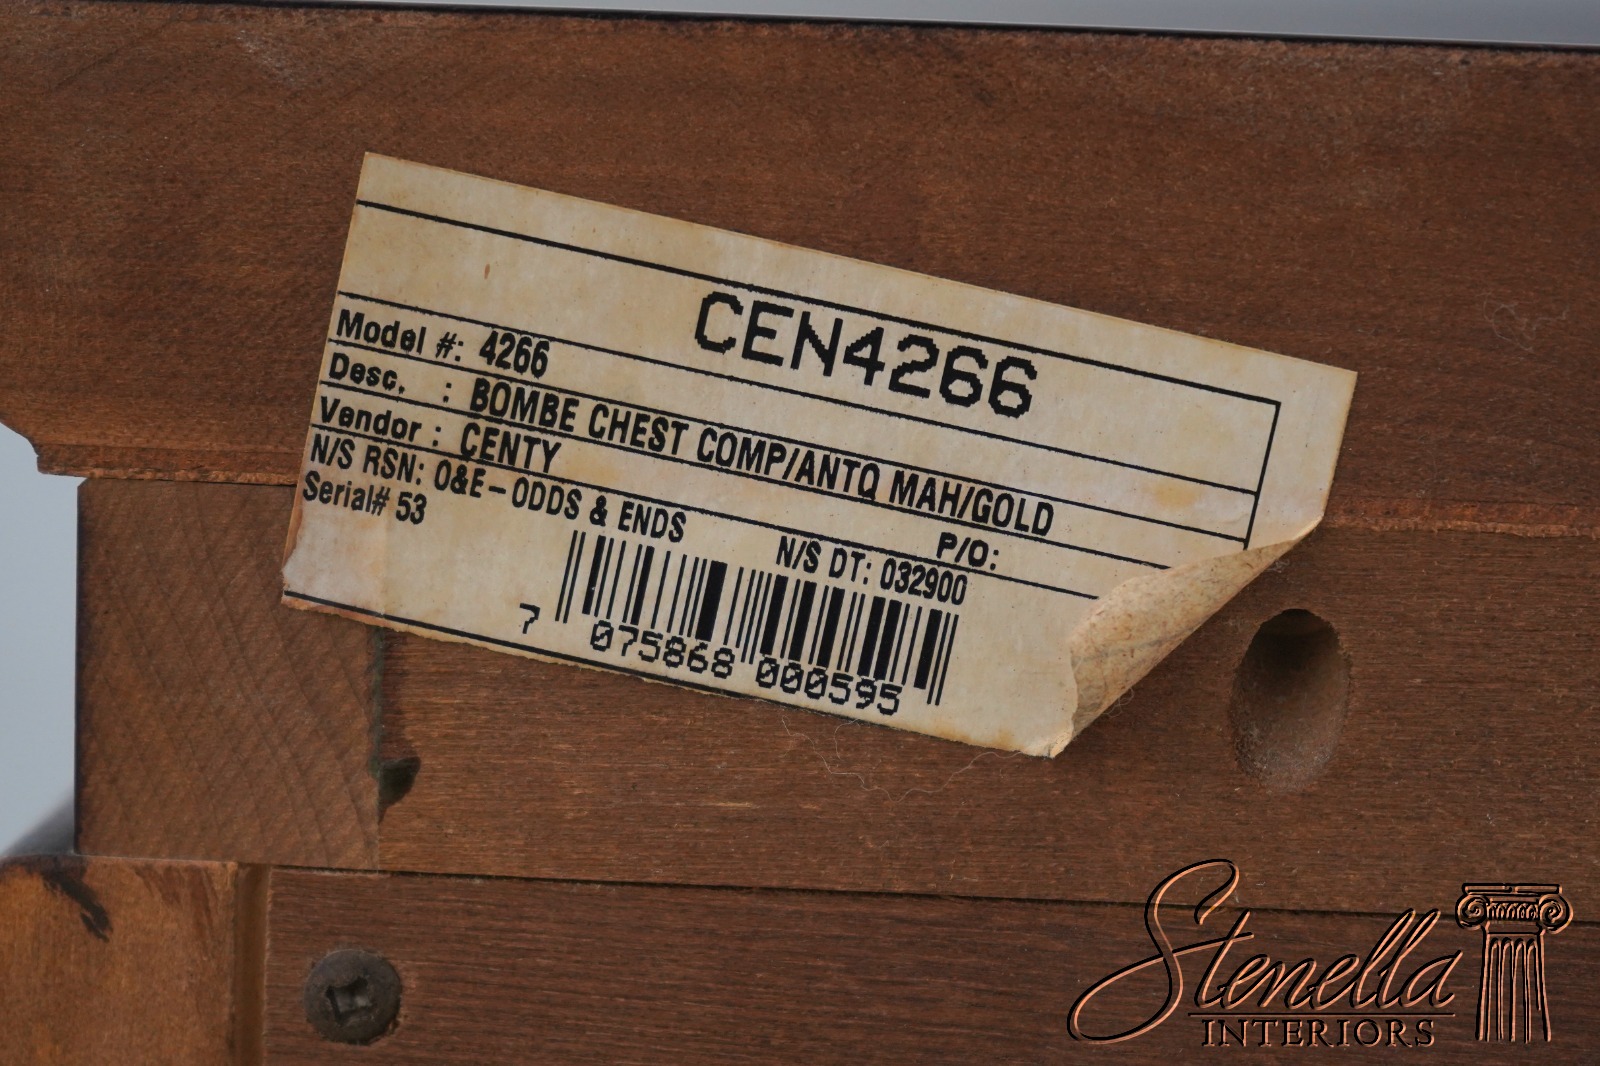 CEN4266
Model #: 4266
Desc. : BOMBE CHEST COMP/ANTQ MAH/GOLD
Vendor : CENTY P/O:
N/S RSN: O&E-ODDS & ENDS N/S DT: 032900
Serial# 53
7 075868 000595
Stenella
INTERIORS